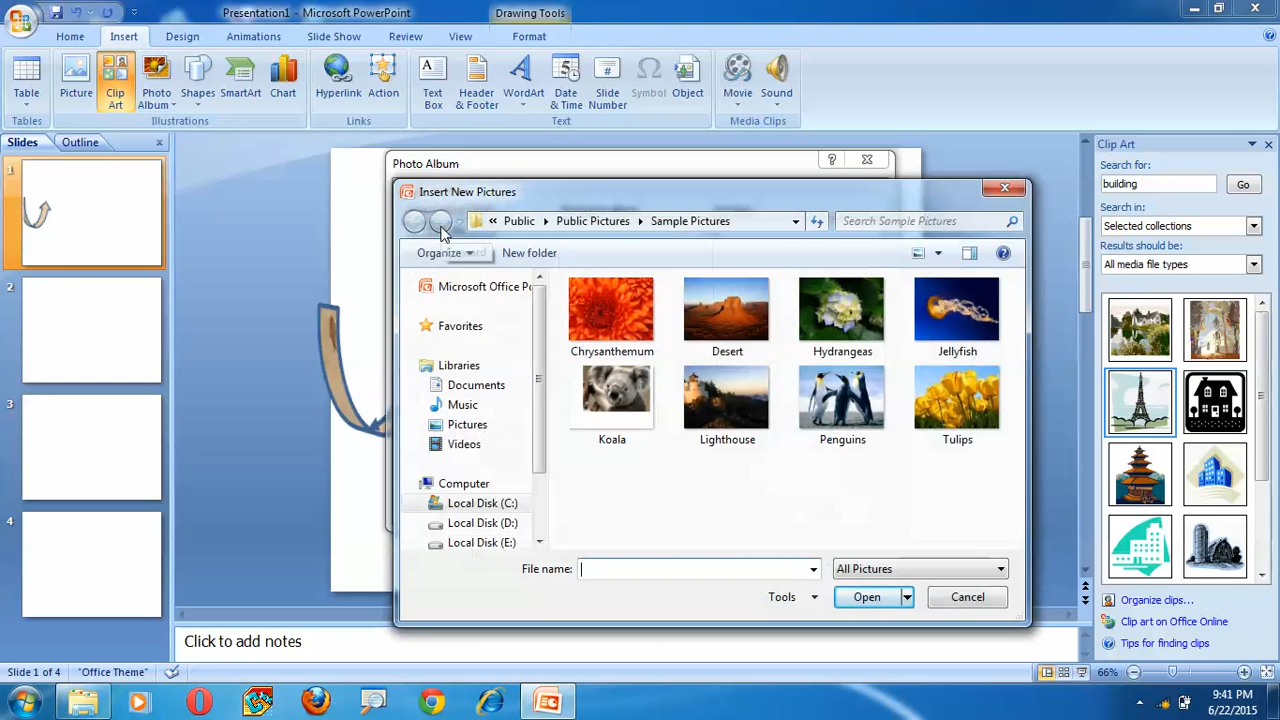 Presentation1 - Microsoft PowerPoint
Drawing Tools
Home Insert Design Animations Slide Show Review View Format
Table
Picture
Clip
Art
Photo
Album
Shapes
SmartArt
Chart
Hyperlink
Action
Text
Box
Header
& Footer
WordArt
Date
& Time
Slide
Number
Symbol
Object
Movie
Sound
Tables Illustrations Links Text Media Clips
Slides Outline
1
2
3
4
Photo Album
Insert New Pictures
« Public Public Pictures Sample Pictures
Search Sample Pictures
Organize New folder
Microsoft Office Po
Favorites
Libraries
Documents
Music
Pictures
Videos
Computer
Local Disk (C:)
Local Disk (D:)
Local Disk (E:)
Chrysanthemum Desert Hydrangeas Jellyfish
Koala Lighthouse Penguins Tulips
File name:
All Pictures
Tools Open Cancel
Clip Art
Search for:
building
Go
Search in:
Selected collections
Results should be:
All media file types
Organize clips...
Clip art on Office Online
Tips for finding clips
Click to add notes
Slide 1 of 4 "Office Theme" 66%
9:41 PM
6/22/2015